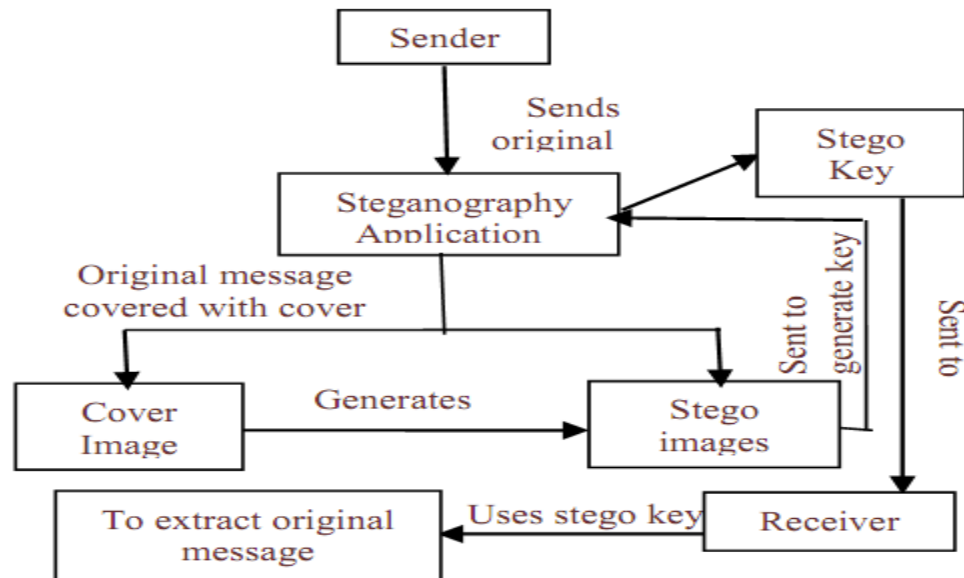 Sender
Sends
original
Stego
Key
Steganography
Application
Original message
covered with cover
Sent to
generate key
Sent to
Cover
Image
Generates
Stego
images
To extract original
message
Uses stego key
Receiver